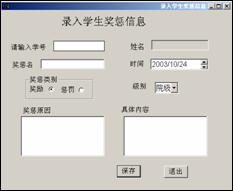 录入学生奖惩信息
录入学生奖惩信息
请输入学号 姓名
奖惩名 时间 2003/10/24
奖惩类别
奖励 惩罚 级别 院级
奖惩原因 具体内容
保存 退出